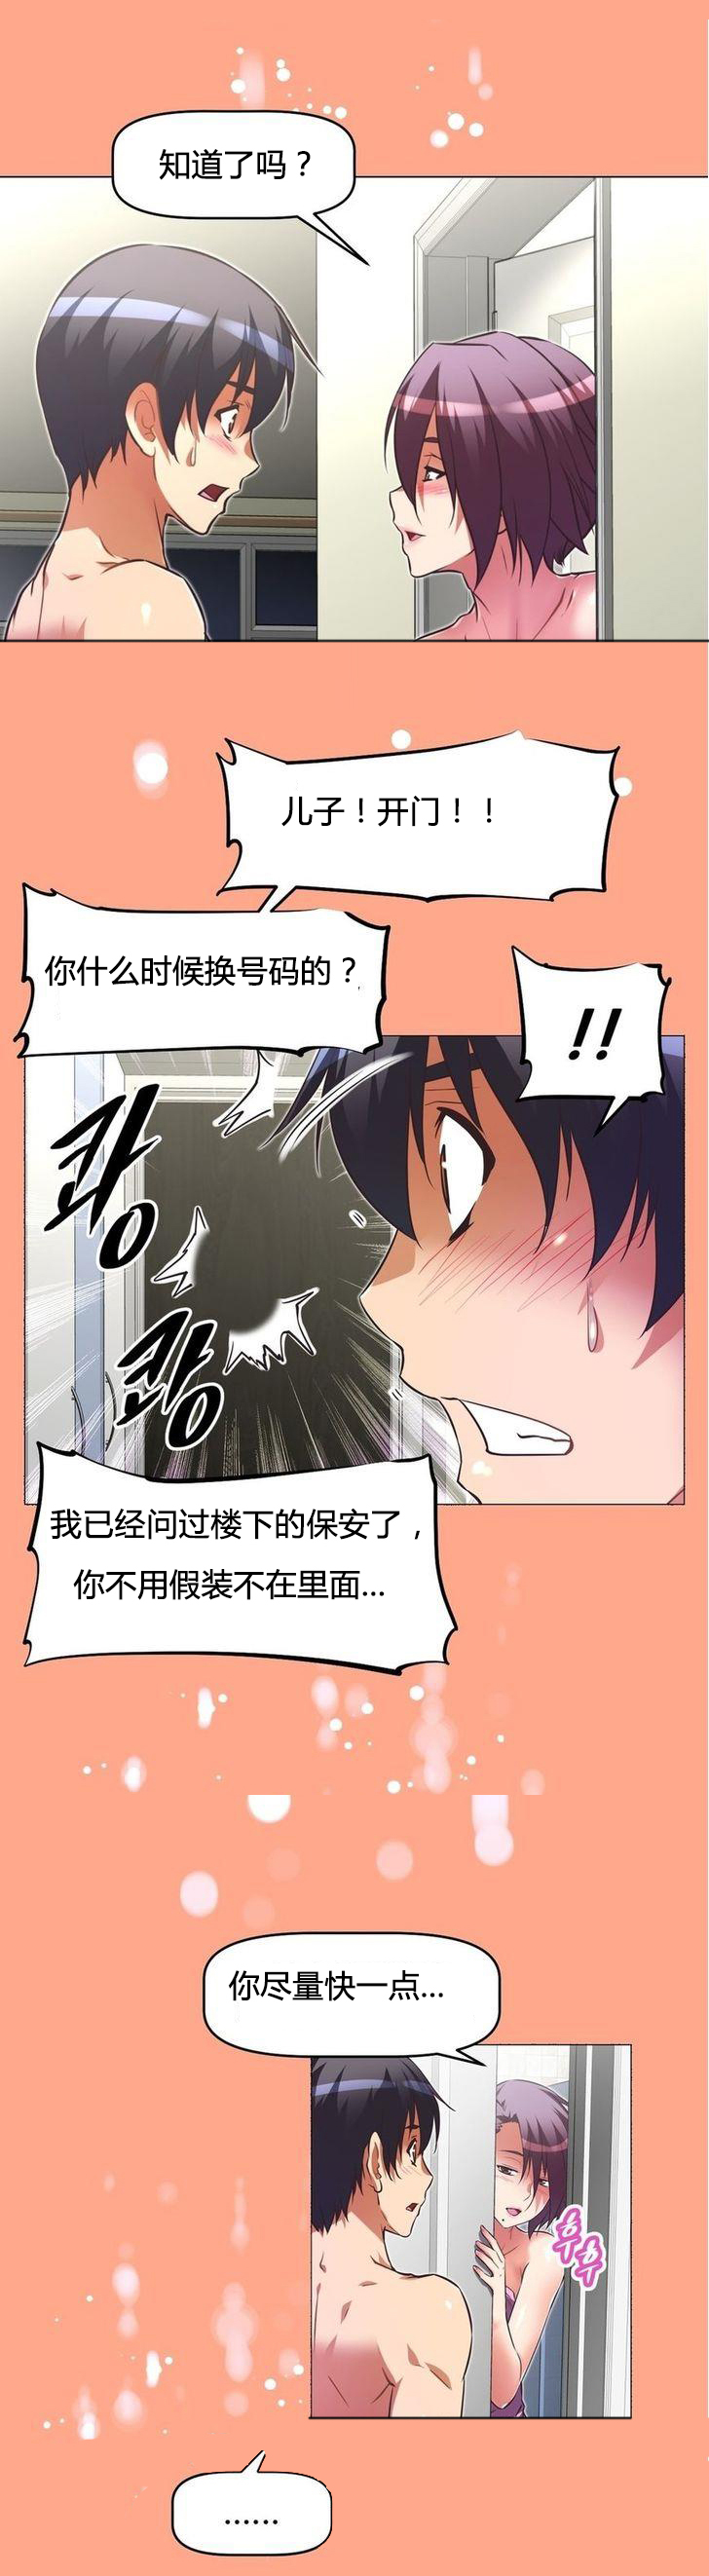 知道了吗？
儿子！开门！！
你什么时候换号码的？
!!
쾅
쾅
我已经问过楼下的保安了，
你不用假装不在里面...
你尽量快一点...
후후
......